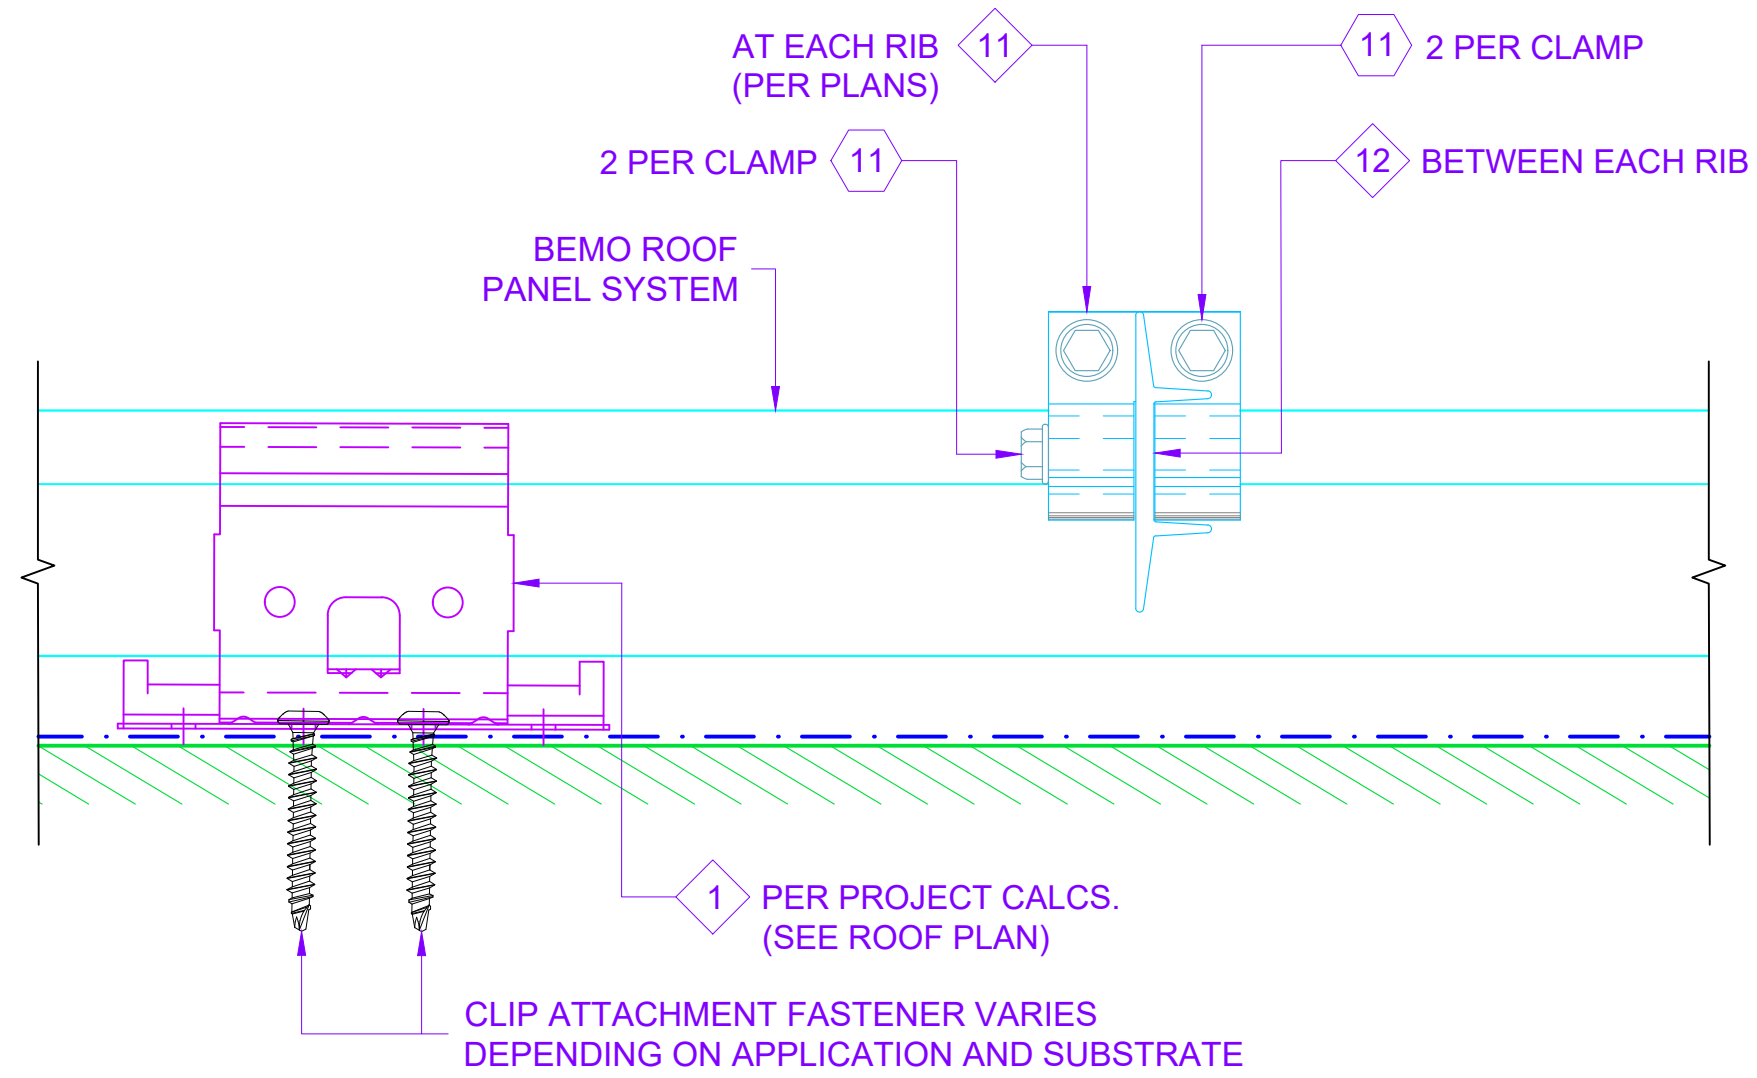 AT EACH RIB
(PER PLANS)
11
11
2 PER CLAMP
2 PER CLAMP
11
12
BETWEEN EACH RIB
BEMO ROOF
PANEL SYSTEM
1
PER PROJECT CALCS.
(SEE ROOF PLAN)
CLIP ATTACHMENT FASTENER VARIES
DEPENDING ON APPLICATION AND SUBSTRATE